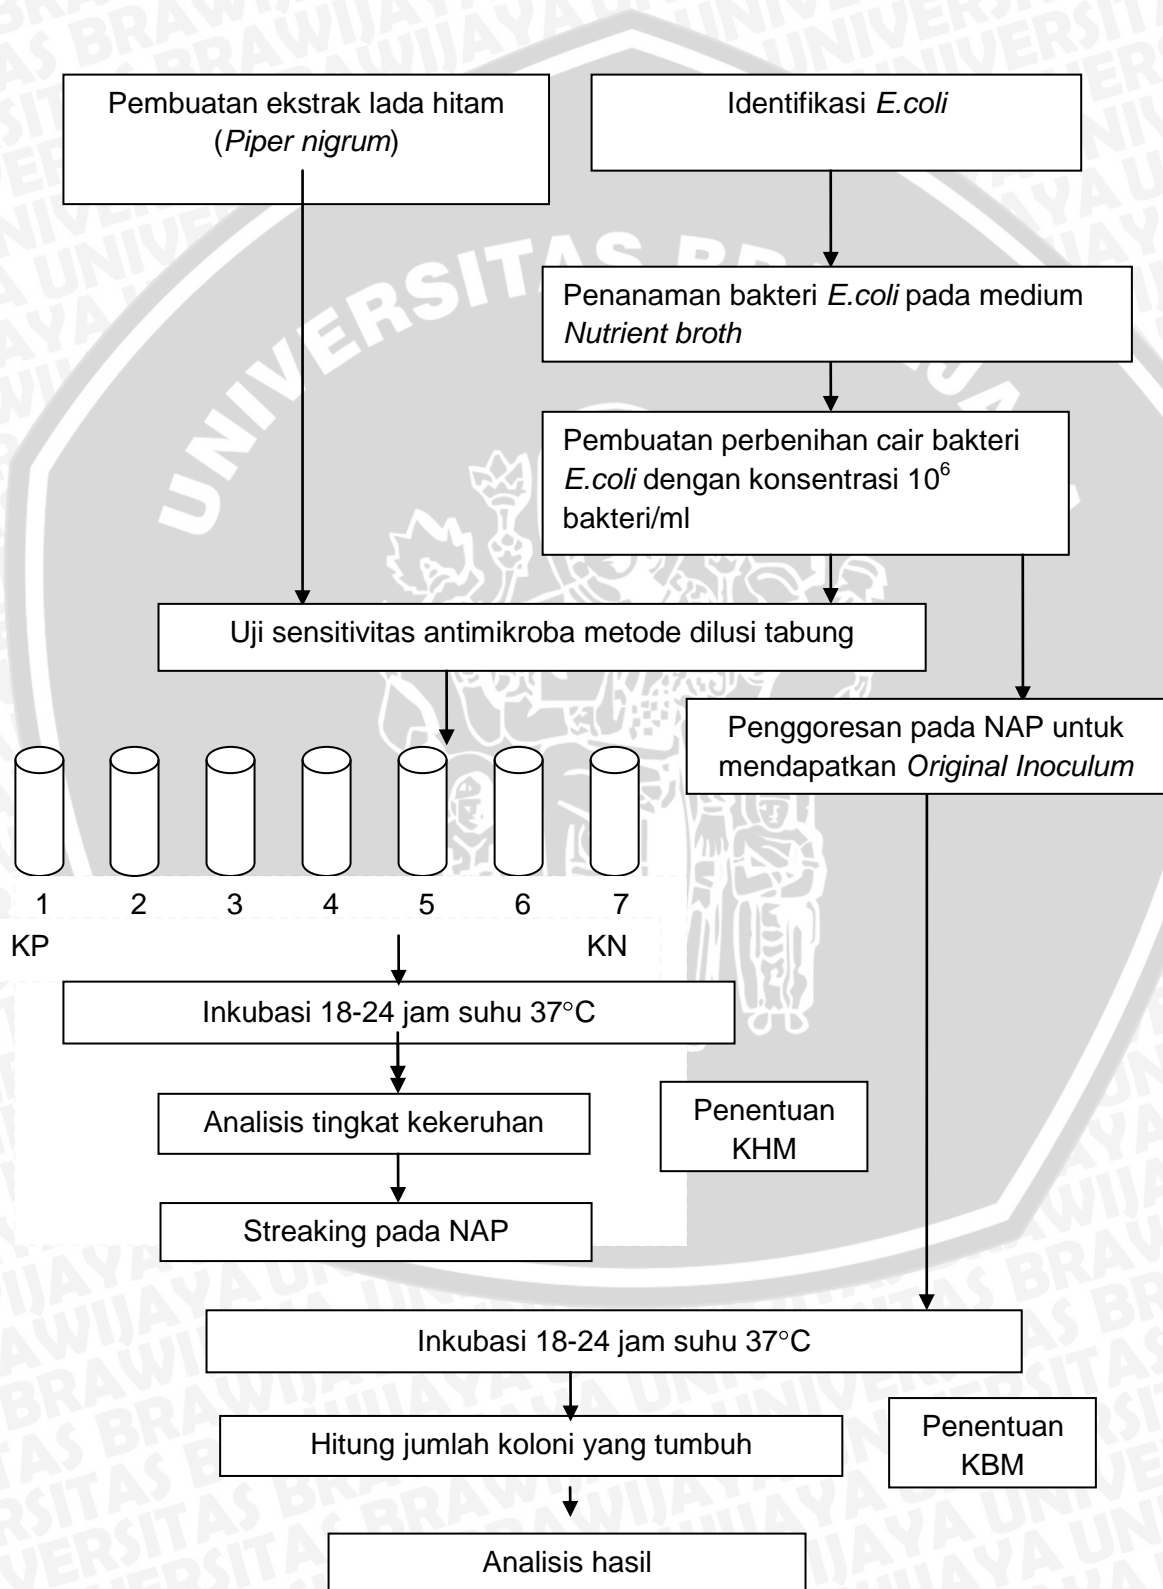 Pembuatan ekstrak lada hitam
(Piper nigrum)
Identifikasi E.coli
Penanaman bakteri E.coli pada medium
Nutrient broth
Pembuatan perbenihan cair bakteri
E.coli dengan konsentrasi 10⁶
bakteri/ml
Uji sensitivitas antimikroba metode dilusi tabung
Penggoresan pada NAP untuk
mendapatkan Original Inoculum
1 2 3 4 5 6 7
KP KN
Inkubasi 18-24 jam suhu 37°C
Analisis tingkat kekeruhan
Penentuan
KHM
Streaking pada NAP
Inkubasi 18-24 jam suhu 37°C
Hitung jumlah koloni yang tumbuh
Penentuan
KBM
Analisis hasil
UNIVERSITAS BRAWIJAYA